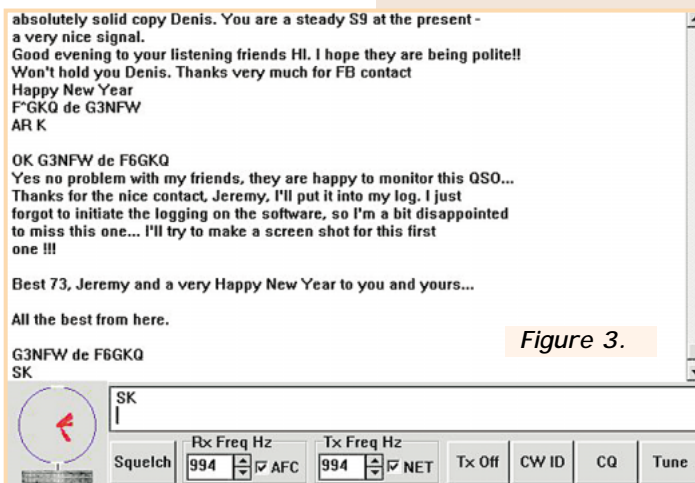 absolutely solid copy Denis. You are a steady S9 at the present -
a very nice signal.
Good evening to your listening friends HI. I hope they are being polite!!
Won't hold you Denis. Thanks very much for FB contact
Happy New Year
F^GKQ de G3NFW
AR K
OK G3NFW de F6GKQ
Yes no problem with my friends, they are happy to monitor this QSO...
Thanks for the nice contact, Jeremy, I'll put it into my log. I just
forgot to initiate the logging on the software, so I'm a bit disappointed
to miss this one... I'll try to make a screen shot for this first
one !!!
Best 73, Jeremy and a very Happy New Year to you and yours...
All the best from here.
Figure 3.
G3NFW de F6GKQ
SK
SK
Rx Freq Hz
Tx Freq Hz
Squelch 994 AFC 994 NET Tx Off CW ID CQ Tune